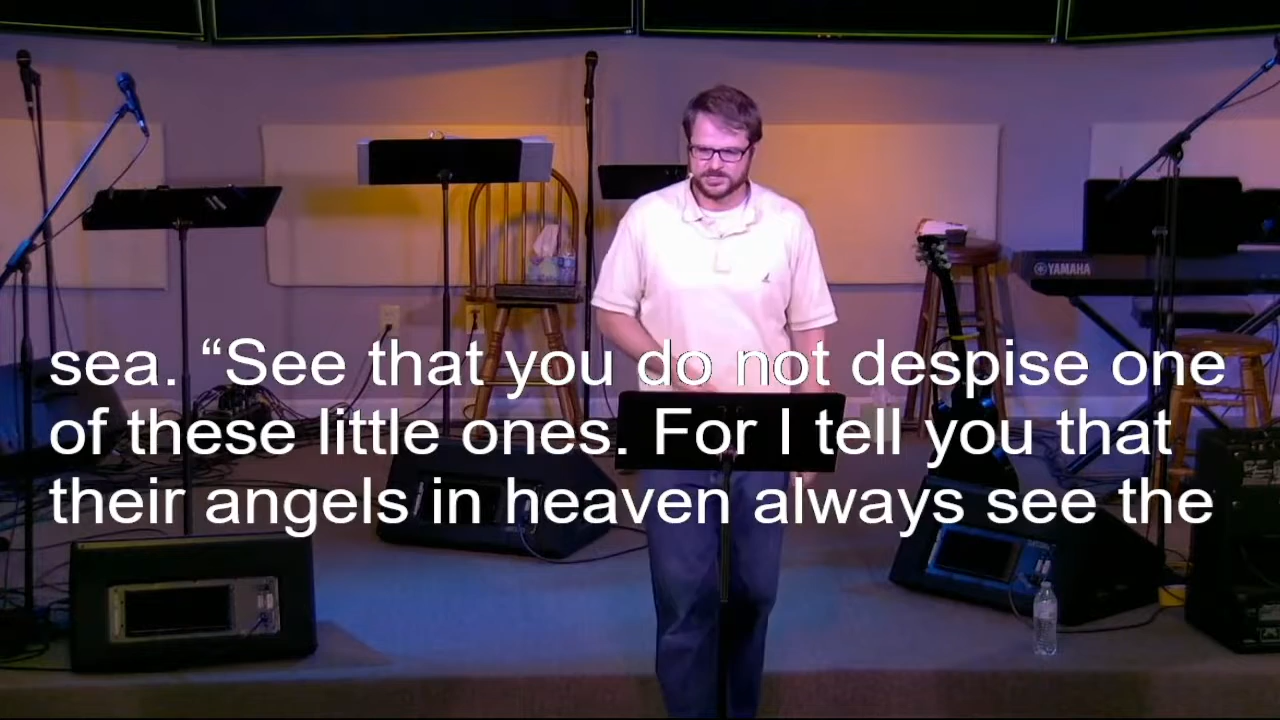 YAMAHA
sea. “See that you do not despise one
of these little ones. For I tell you that
their angels in heaven always see the